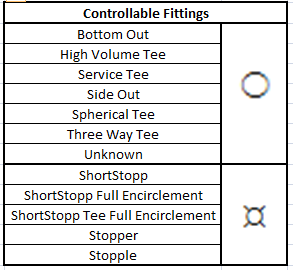 Controllable Fittings
Bottom Out
High Volume Tee
Service Tee
Side Out
Spherical Tee
Three Way Tee
Unknown
ShortStopp
ShortStopp Full Encirclement
ShortStopp Tee Full Encirclement
Stopper
Stopple